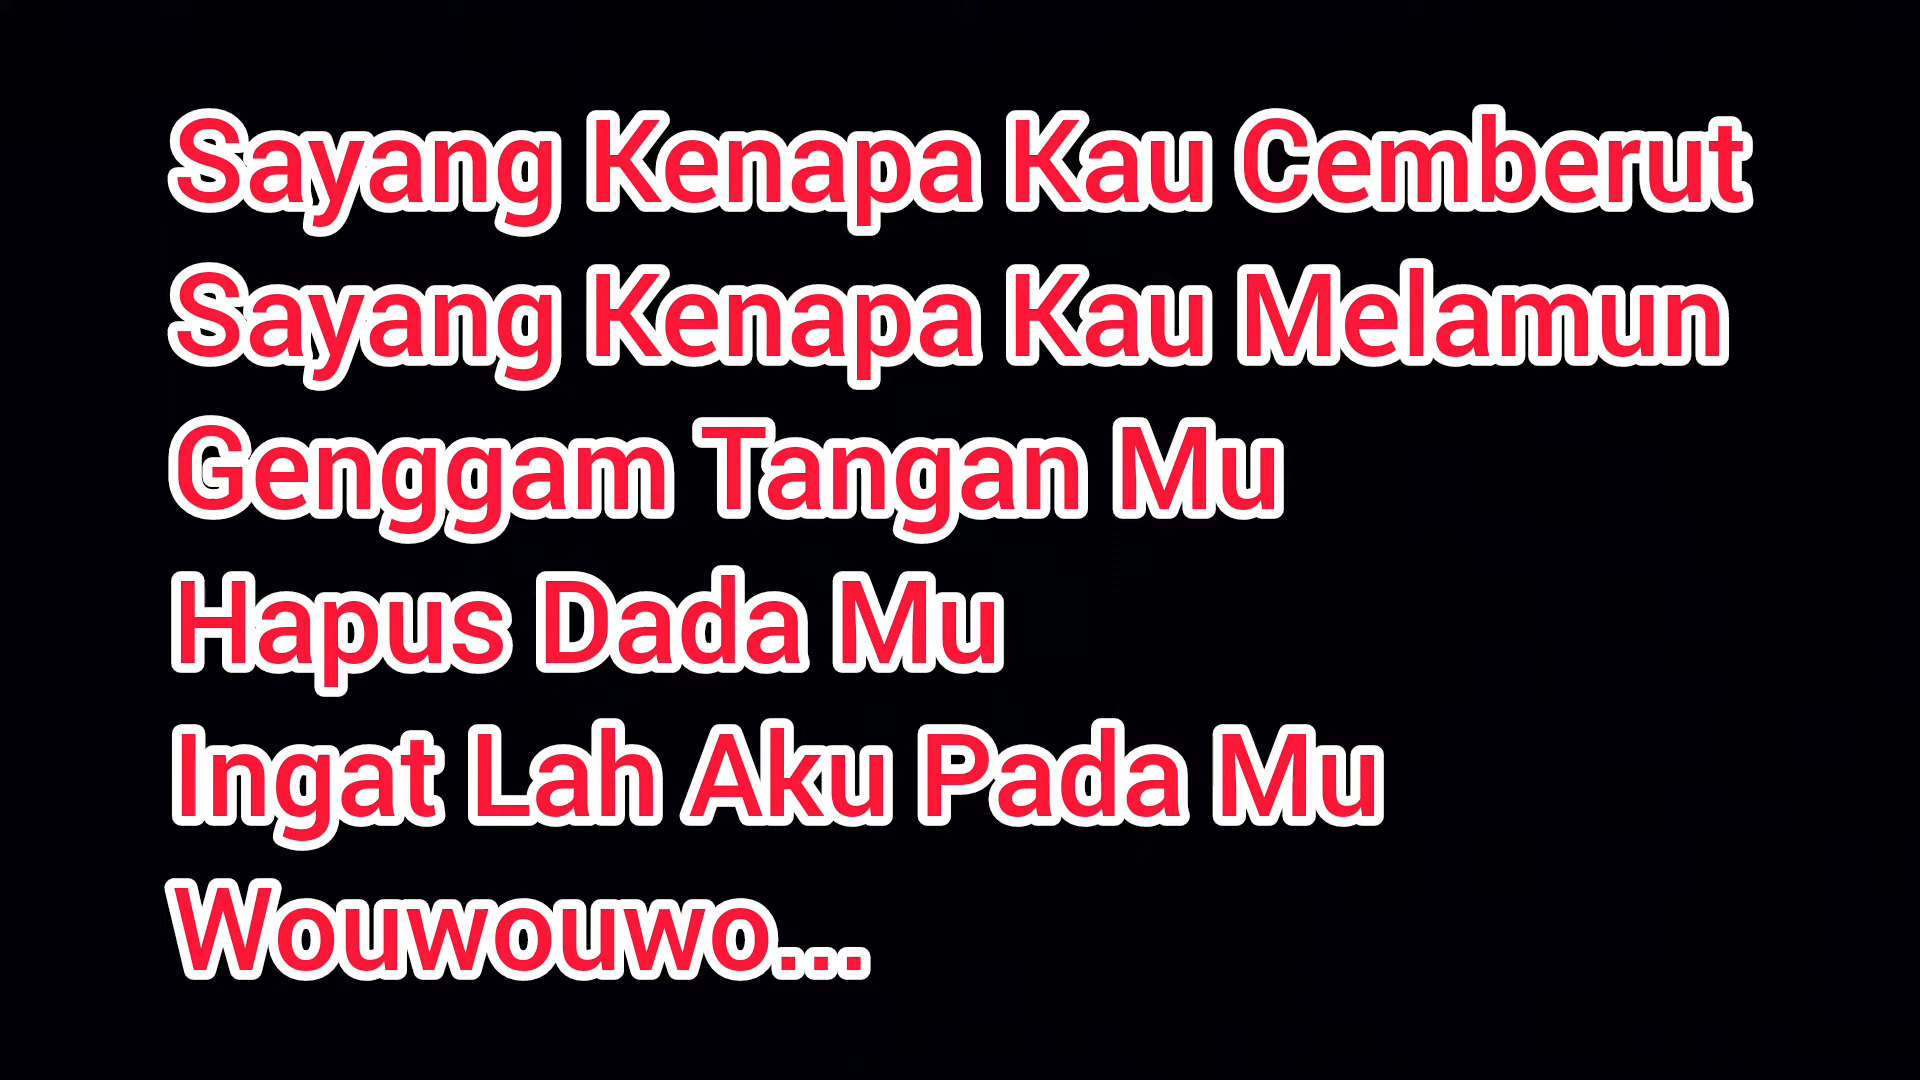 Sayang Kenapa Kau Cemberut
Sayang Kenapa Kau Melamun
Genggam Tangan Mu
Hapus Dada Mu
Ingat Lah Aku Pada Mu
Wouwouwo...